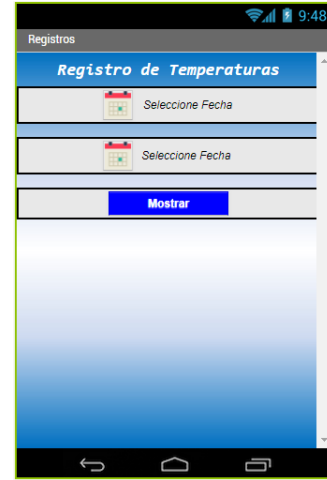 9:48
Registros
Registro de Temperaturas
Seleccione Fecha
Seleccione Fecha
Mostrar